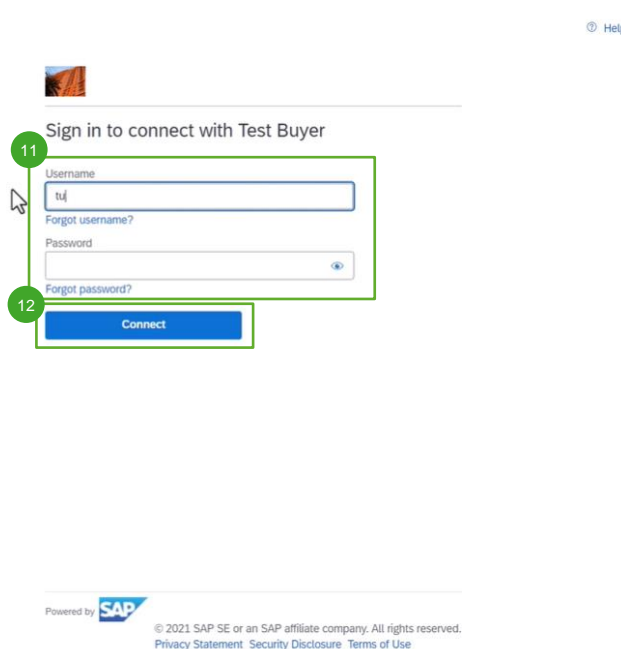 Help
Sign in to connect with Test Buyer
11
Username
tu
Forgot username?
Password
Forgot password?
12
Connect
Powered by SAP
© 2021 SAP SE or an SAP affiliate company. All rights reserved.
Privacy Statement Security Disclosure Terms of Use